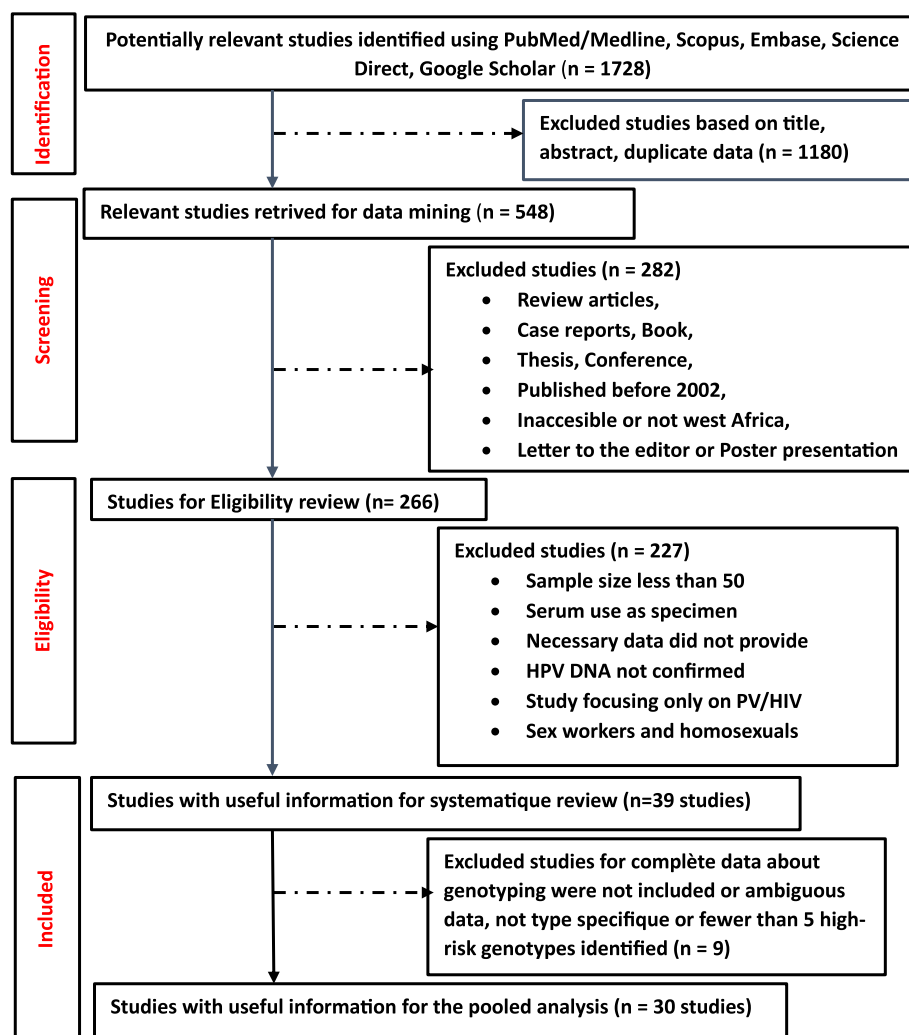 Identification
Potentially relevant studies identified using PubMed/Medline, Scopus, Embase, Science
Direct, Google Scholar (n = 1728)
Excluded studies based on title,
abstract, duplicate data (n = 1180)
Screening
Relevant studies retrived for data mining (n = 548)
Excluded studies (n = 282)
• Review articles,
• Case reports, Book,
• Thesis, Conference,
• Published before 2002,
• Inaccesible or not west Africa,
• Letter to the editor or Poster presentation
Eligibility
Studies for Eligibility review (n= 266)
Excluded studies (n = 227)
• Sample size less than 50
• Serum use as specimen
• Necessary data did not provide
• HPV DNA not confirmed
• Study focusing only on PV/HIV
• Sex workers and homosexuals
Included
Studies with useful information for systematique review (n=39 studies)
Excluded studies for complète data about
genotyping were not included or ambiguous
data, not type specifique or fewer than 5 high-
risk genotypes identified (n = 9)
Studies with useful information for the pooled analysis (n = 30 studies)